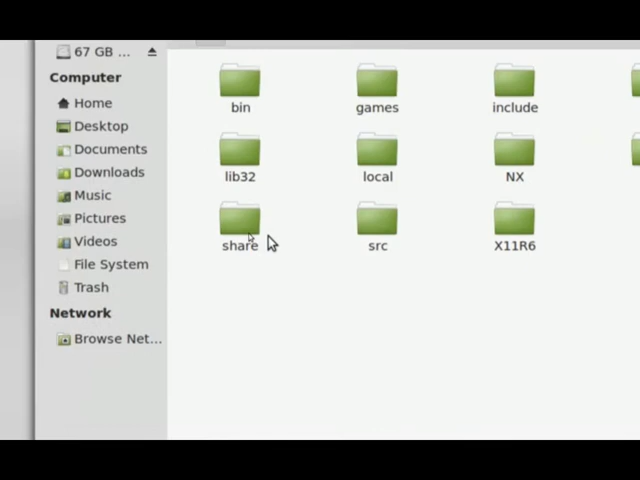 67 GB ...
Computer
Home
Desktop
Documents
Downloads
Music
Pictures
Videos
File System
Trash
Network
Browse Net...
bin
games
include
lib32
local
NX
share
src
X11R6